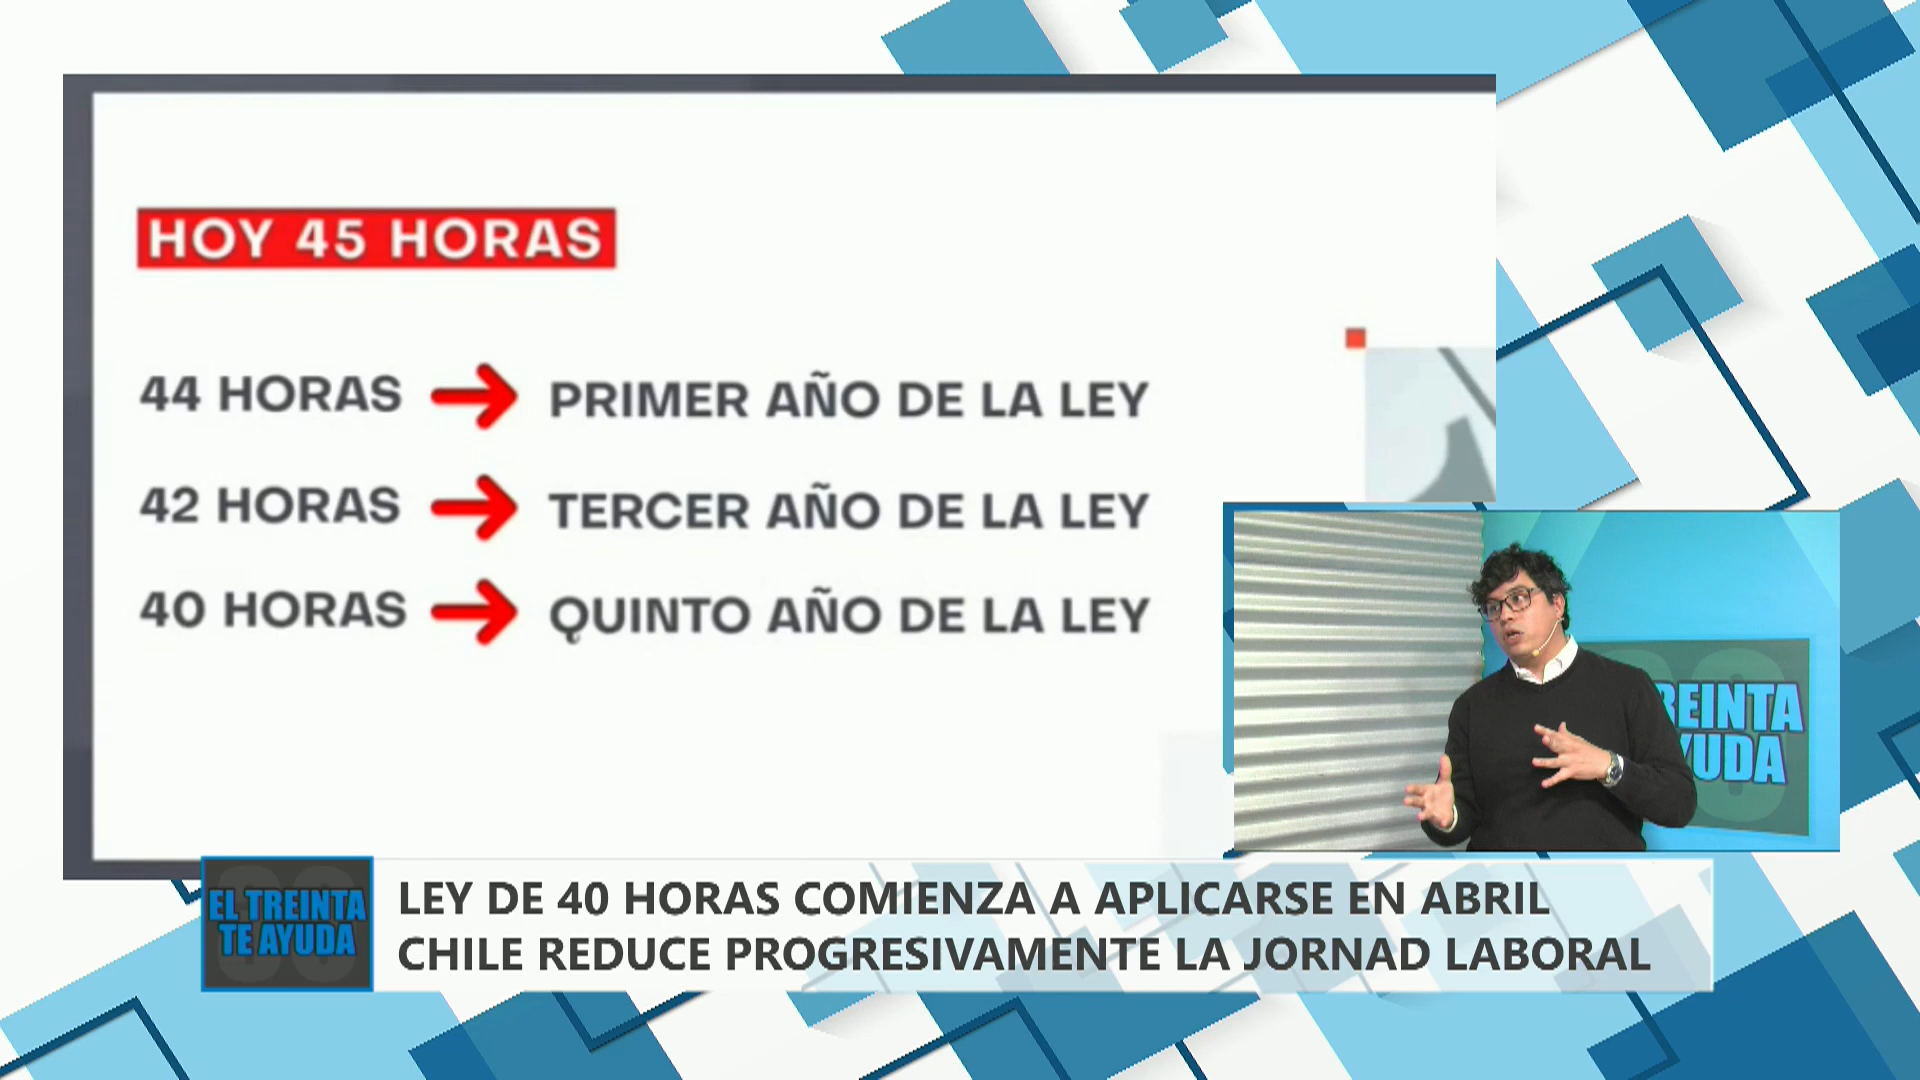 HOY 45 HORAS
44 HORAS → PRIMER AÑO DE LA LEY
42 HORAS → TERCER AÑO DE LA LEY
40 HORAS → QUINTO AÑO DE LA LEY
REINTA
YUDA
EL TREINTA
TE AYUDA
LEY DE 40 HORAS COMIENZA A APLICARSE EN ABRIL
CHILE REDUCE PROGRESIVAMENTE LA JORNAD LABORAL